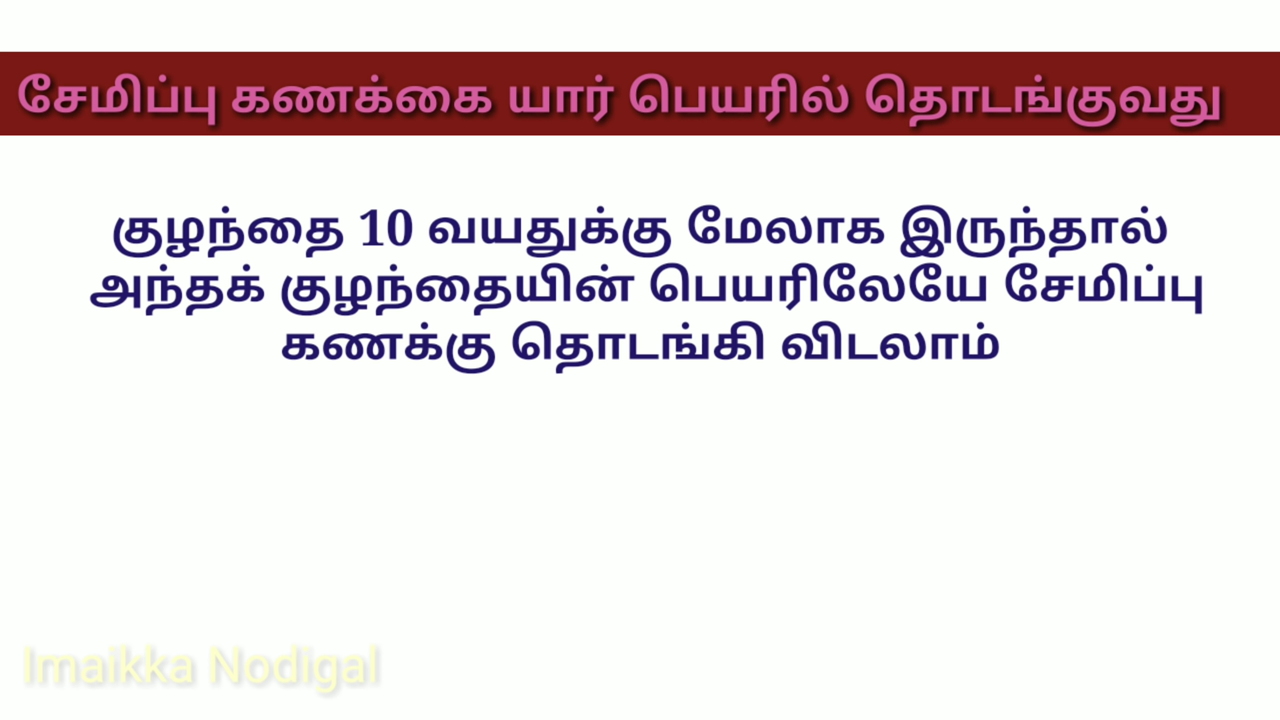 சேமிப்பு கணக்கை யார் பெயரில் தொடங்குவது
குழந்தை 10 வயதுக்கு மேலாக இருந்தால்
அந்தக் குழந்தையின் பெயரிலேயே சேமிப்பு
கணக்கு தொடங்கி விடலாம்
Imaikka Nodigal